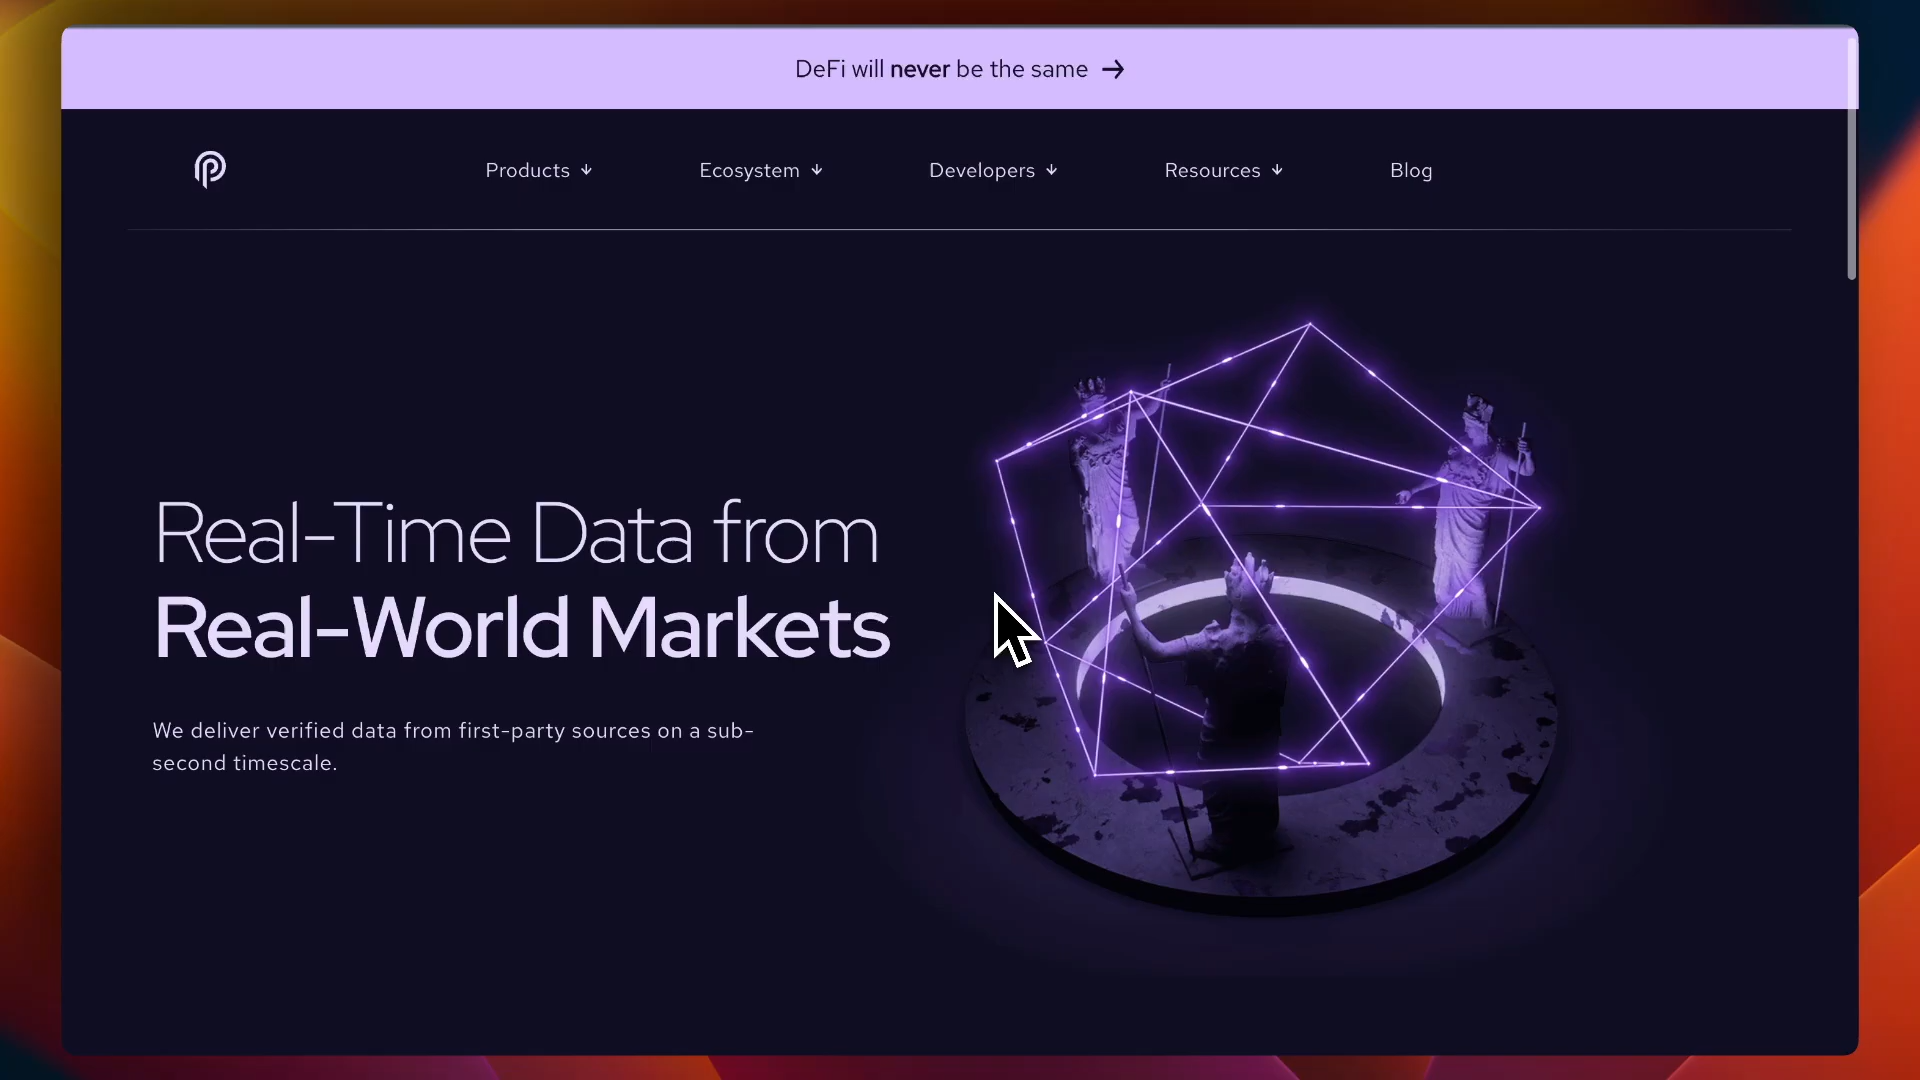 DeFi will never be the same →
Products ↓
Ecosystem ↓
Developers ↓
Resources ↓
Blog
Real-Time Data from
Real-World Markets
We deliver verified data from first-party sources on a sub-
second timescale.